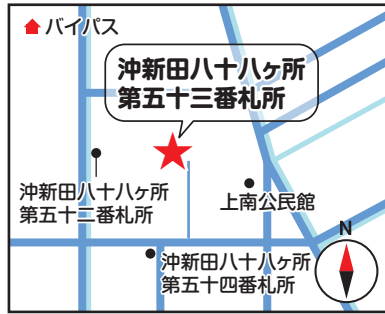 バイパス
沖新田八十八ヶ所
第五十三番札所
沖新田八十八ヶ所
第五十二番札所
上南公民館
N
沖新田八十八ヶ所
第五十四番札所